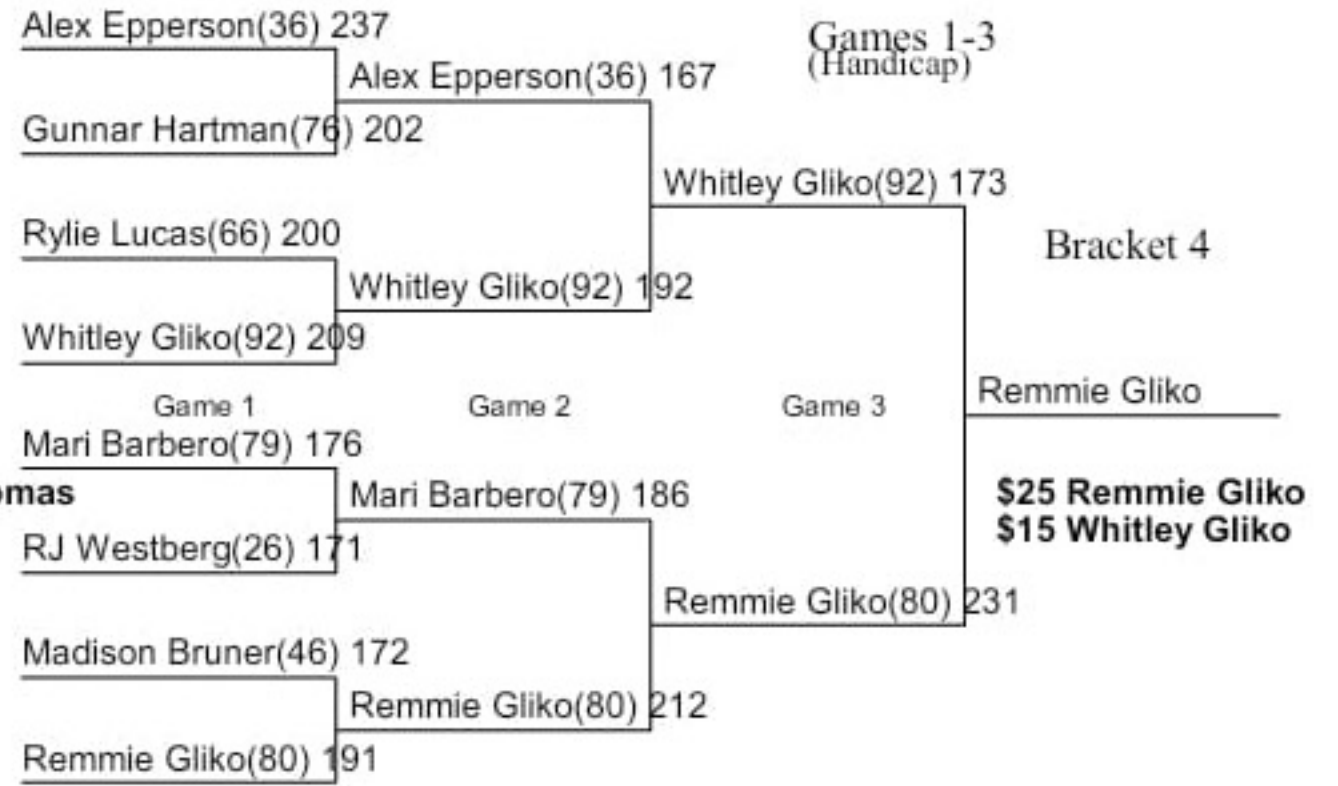 Alex Epperson(36) 237
Gunnar Hartman(76) 202
Rylie Lucas(66) 200
Whitley Gliko(92) 209
Game 1
Mari Barbero(79) 176
RJ Westberg(26) 171
Madison Bruner(46) 172
Remmie Gliko(80) 191
Alex Epperson(36) 167
Whitley Gliko(92) 192
Game 2
Mari Barbero(79) 186
Remmie Gliko(80) 212
Games 1-3
(Handicap)
Whitley Gliko(92) 173
Game 3
Remmie Gliko(80) 231
Bracket 4
Remmie Gliko
$25 Remmie Gliko
$15 Whitley Gliko